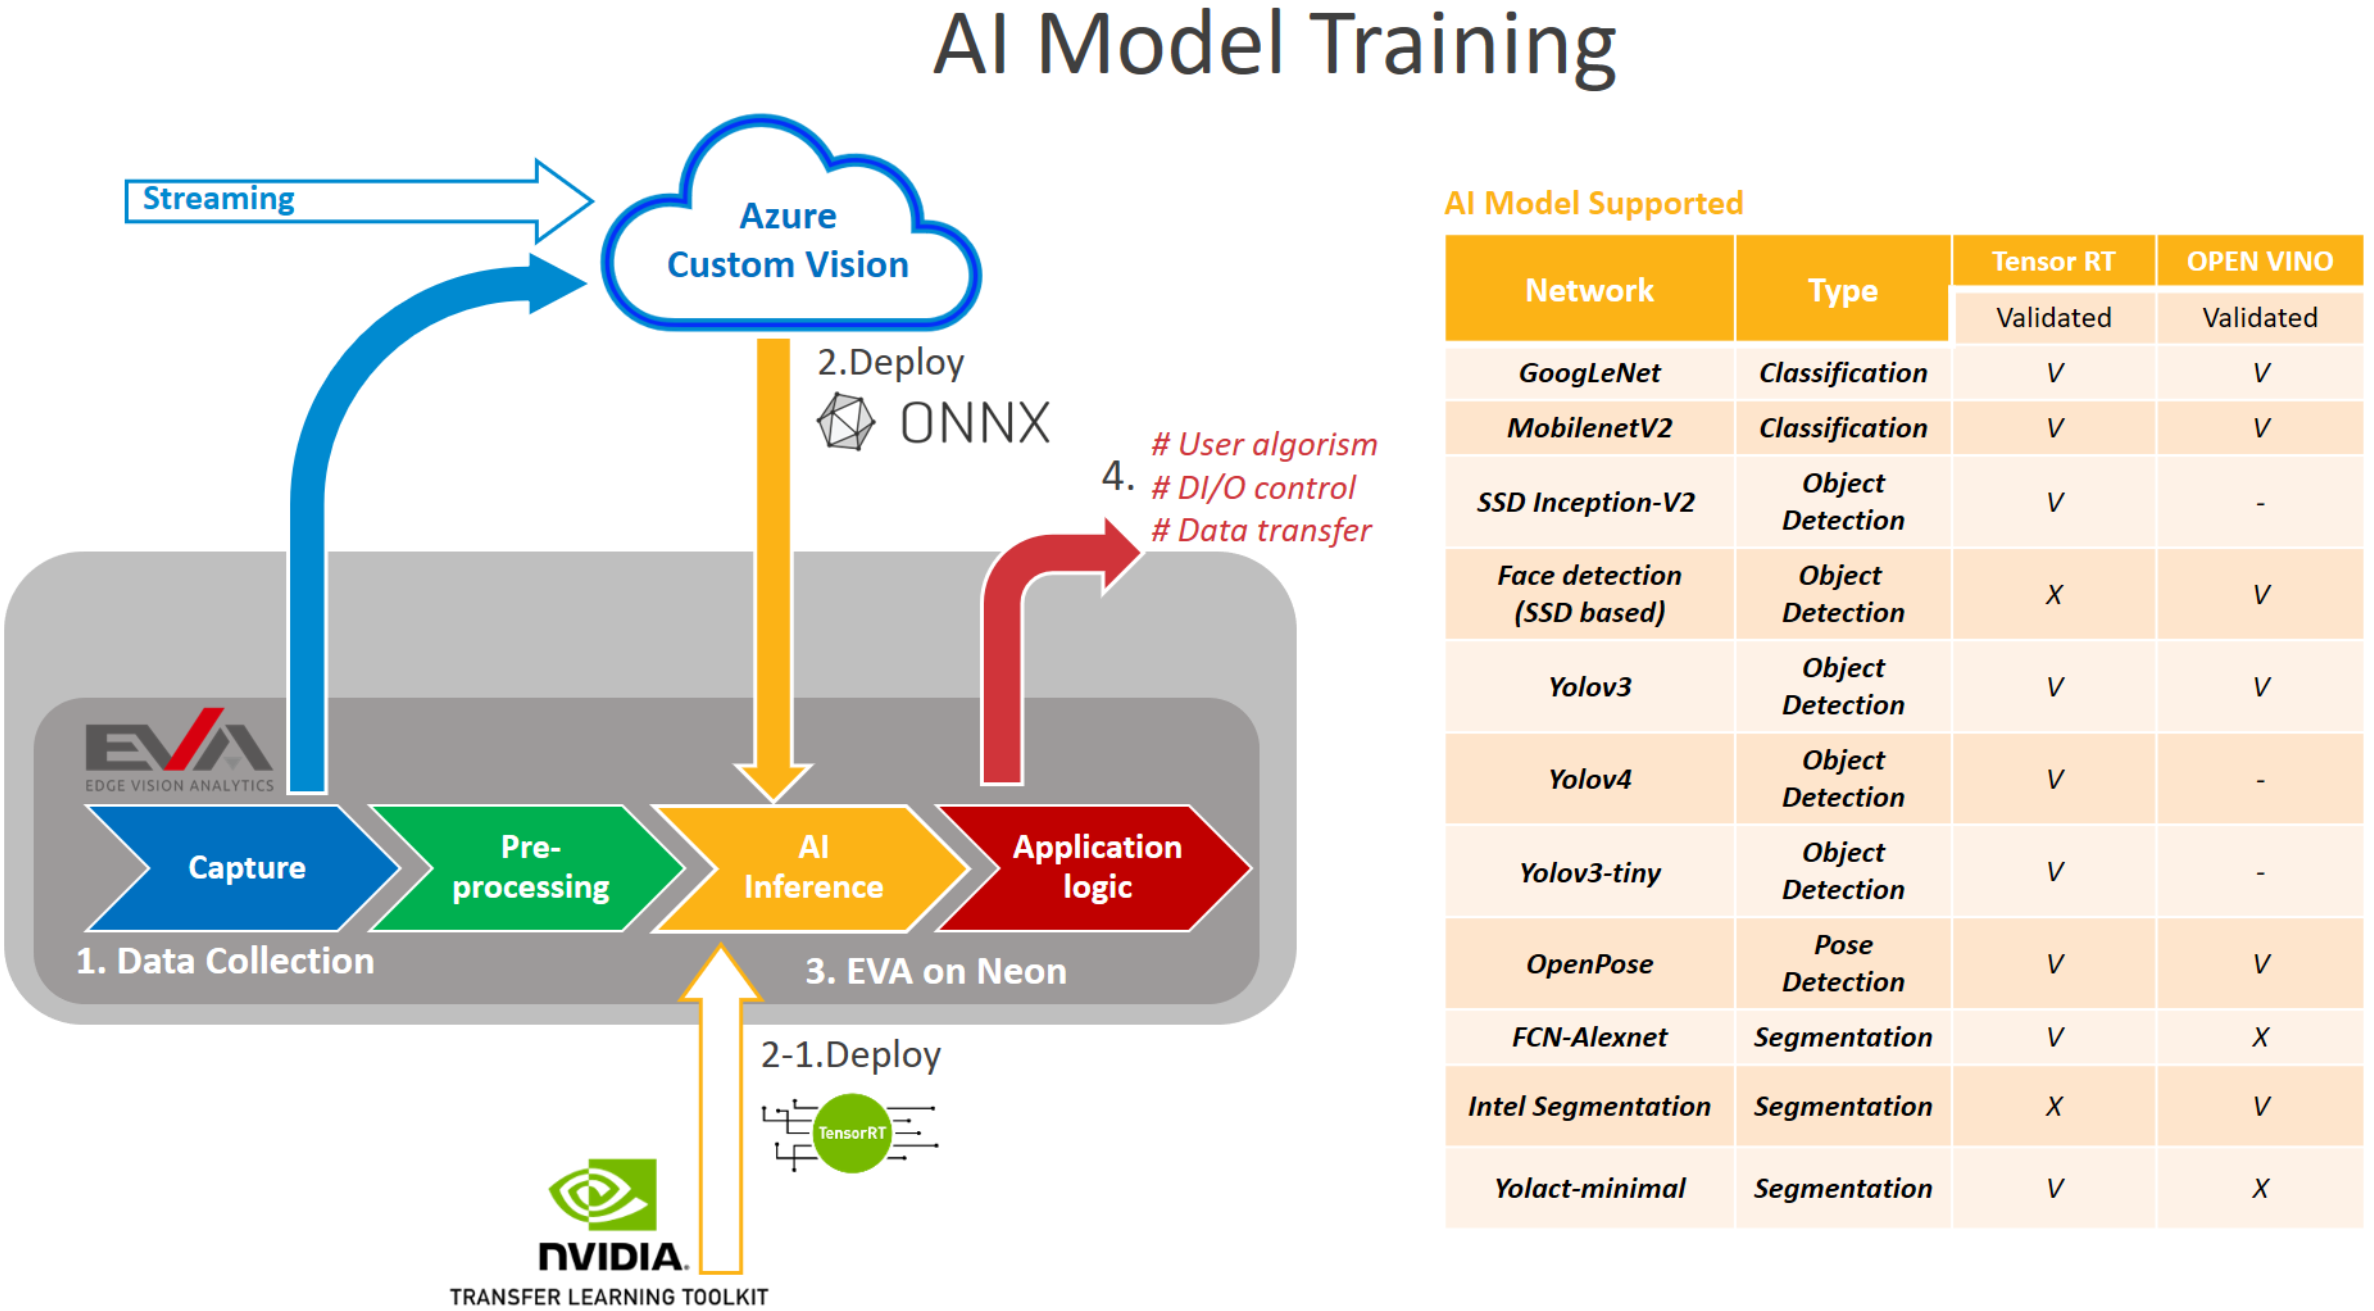 AI Model Training
Streaming
Azure
Custom Vision
2.Deploy
ONNX
4.
# User algorism
# DI/O control
# Data transfer
EVA
EDGE VISION ANALYTICS
Capture
Pre-
processing
AI
Inference
Application
logic
1. Data Collection
3. EVA on Neon
2-1.Deploy
TensorRT
NVIDIA.
TRANSFER LEARNING TOOLKIT
AI Model Supported
Network Type Tensor RT OPEN VINO
Validated Validated
GoogLeNet Classification V V
MobilenetV2 Classification V V
SSD Inception-V2 Object
Detection V -
Face detection
(SSD based) Object
Detection X V
Yolov3 Object
Detection V V
Yolov4 Object
Detection V -
Yolov3-tiny Object
Detection V -
OpenPose Pose
Detection V V
FCN-Alexnet Segmentation V X
Intel Segmentation Segmentation X V
Yolact-minimal Segmentation V X